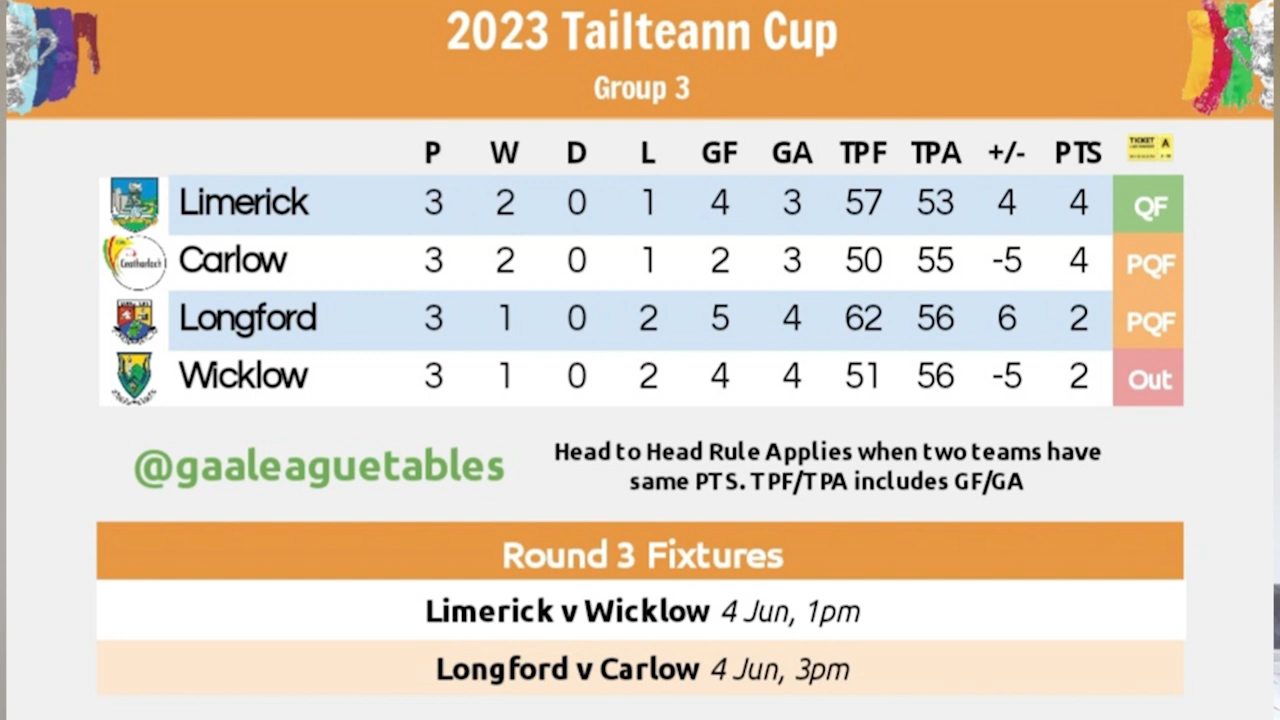 2023 Tailteann Cup
Group 3
P W D L GF GA TPF TPA +/- PTS
Limerick 3 2 0 1 4 3 57 53 4 4 QF
Carlow 3 2 0 1 2 3 50 55 -5 4 PQF
Longford 3 1 0 2 5 4 62 56 6 2 PQF
Wicklow 3 1 0 2 4 4 51 56 -5 2 Out
@gaaleaguetables
Head to Head Rule Applies when two teams have
same PTS. TPF/TPA includes GF/GA
Round 3 Fixtures
Limerick v Wicklow 4 Jun, 1pm
Longford v Carlow 4 Jun, 3pm